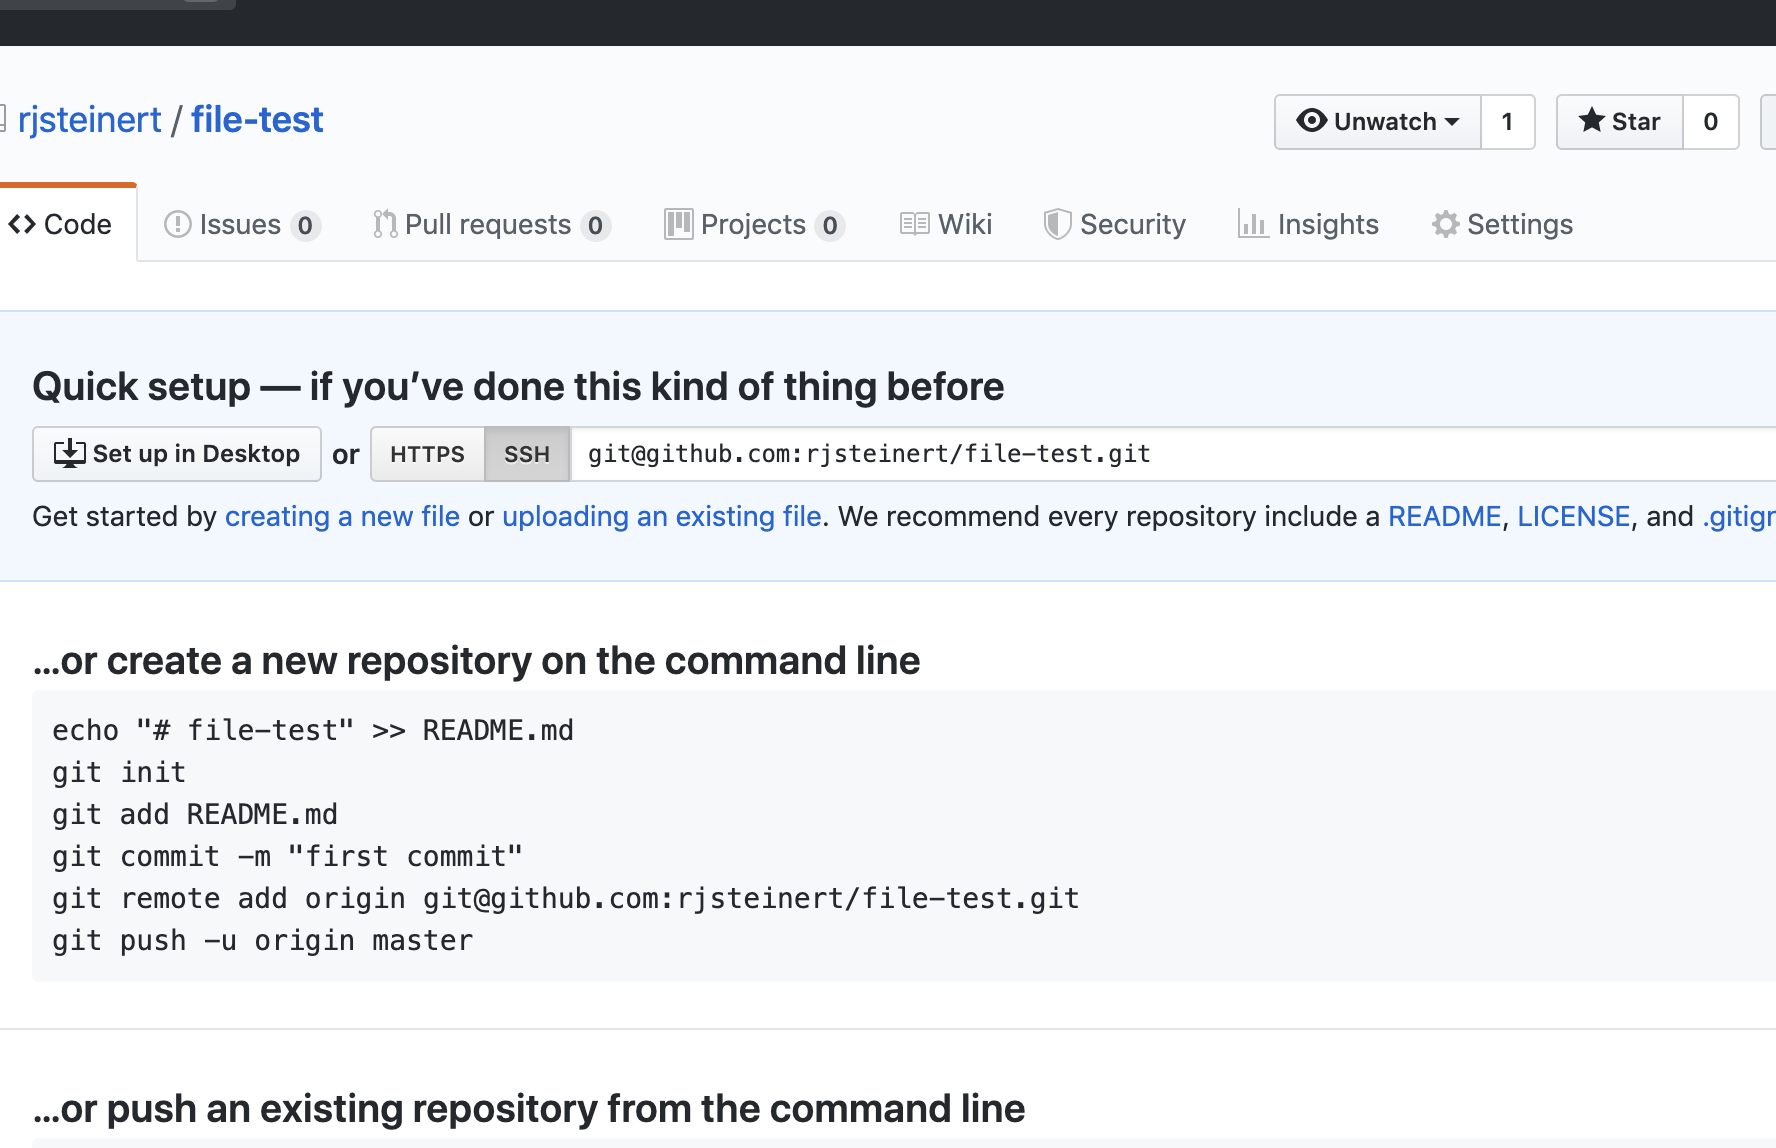 rjsteinert / file-test
Unwatch 1 Star 0
Code Issues 0 Pull requests 0 Projects 0 Wiki Security Insights Settings
Quick setup — if you’ve done this kind of thing before
Set up in Desktop or HTTPS SSH git@github.com:rjsteinert/file-test.git
Get started by creating a new file or uploading an existing file. We recommend every repository include a README, LICENSE, and .gitigr
…or create a new repository on the command line
echo "# file-test" >> README.md
git init
git add README.md
git commit -m "first commit"
git remote add origin git@github.com:rjsteinert/file-test.git
git push -u origin master
…or push an existing repository from the command line